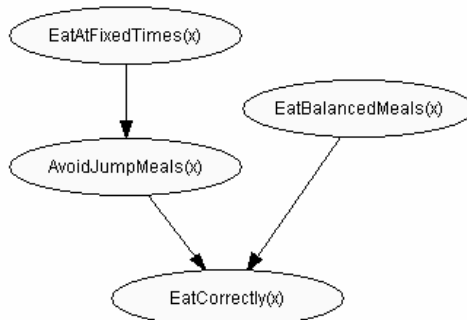 EatAtFixedTimes(x)
EatBalancedMeals(x)
AvoidJumpMeals(x)
EatCorrectly(x)